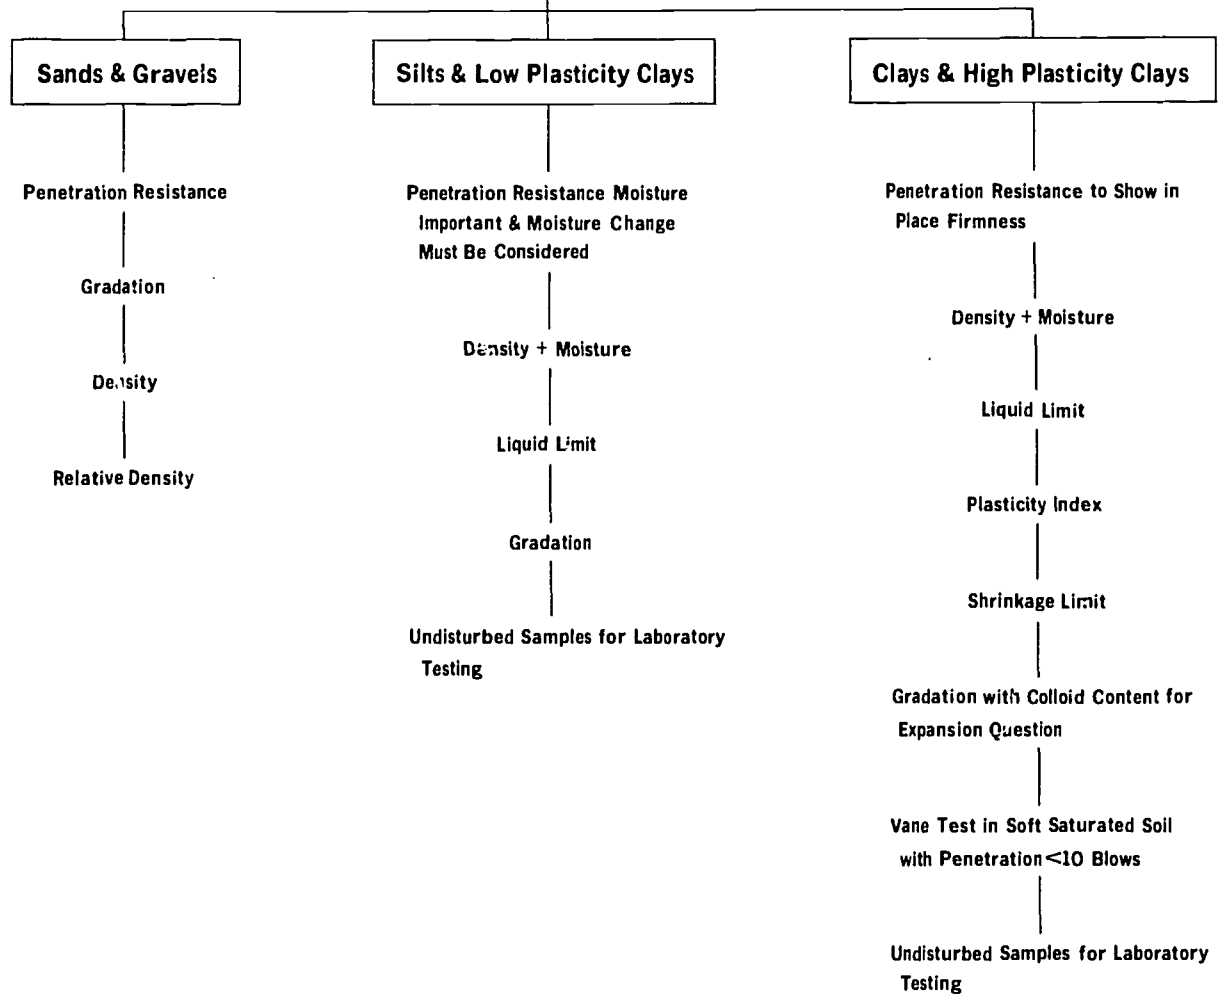 Sands & Gravels
Penetration Resistance
Gradation
Density
Relative Density
Silts & Low Plasticity Clays
Penetration Resistance Moisture
Important & Moisture Change
Must Be Considered
Density + Moisture
Liquid Limit
Gradation
Undisturbed Samples for Laboratory
Testing
Clays & High Plasticity Clays
Penetration Resistance to Show in
Place Firmness
Density + Moisture
Liquid Limit
Plasticity Index
Shrinkage Limit
Gradation with Colloid Content for
Expansion Question
Vane Test in Soft Saturated Soil
with Penetration <10 Blows
Undisturbed Samples for Laboratory
Testing